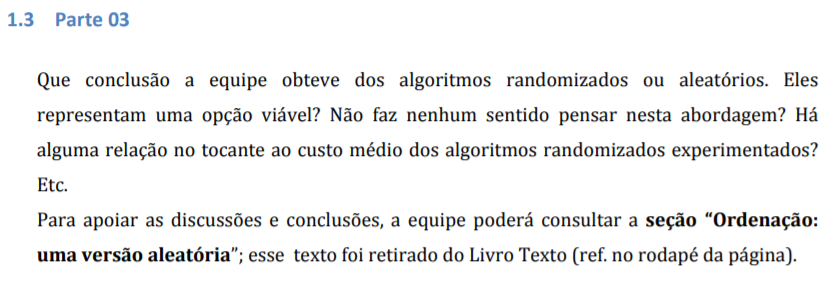 1.3 Parte 03
Que conclusão a equipe obteve dos algoritmos randomizados ou aleatórios. Eles
representam uma opção viável? Não faz nenhum sentido pensar nesta abordagem? Há
alguma relação no tocante ao custo médio dos algoritmos randomizados experimentados?
Etc.
Para apoiar as discussões e conclusões, a equipe poderá consultar a seção “Ordenação:
uma versão aleatória”; esse texto foi retirado do Livro Texto (ref. no rodapé da página).